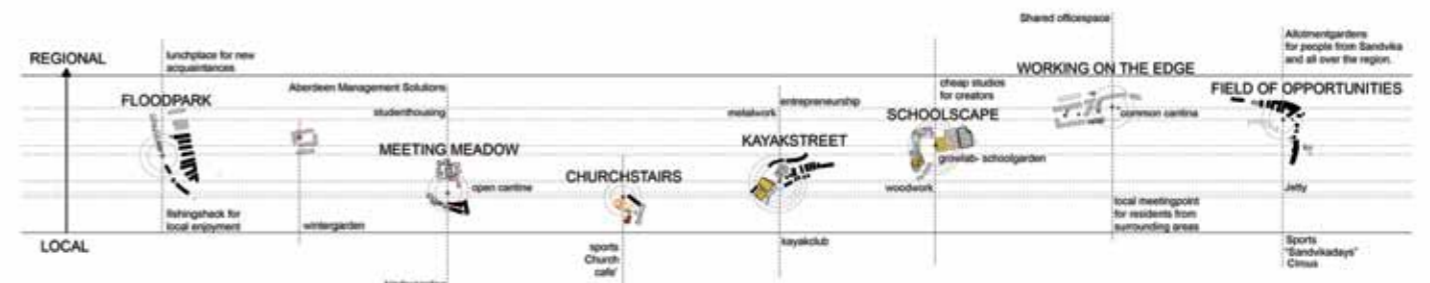 Shared officespace
REGIONAL
lunchplace for new
acquaintances
Allotmentgardens
for people from Sandvika
and all over the region.
WORKING ON THE EDGE
FLOODPARK
Aberdeen Management Solutions
studenthousing
metalwork
entrepreneurship
cheap studios
for creators
SCHOOLSCAPE
common cantina
FIELD OF OPPORTUNITIES
MEETING MEADOW
open cantine
CHURCHSTAIRS
KAYAKSTREET
growlab- schoolgarden
woodwork
Jetty
fishingshack for
local enjoyment
wintergarden
local meetingpoint
for residents from
surrounding areas
LOCAL
sports
Church
cafe'
kayakclub
Sports
"Sandvikadays"